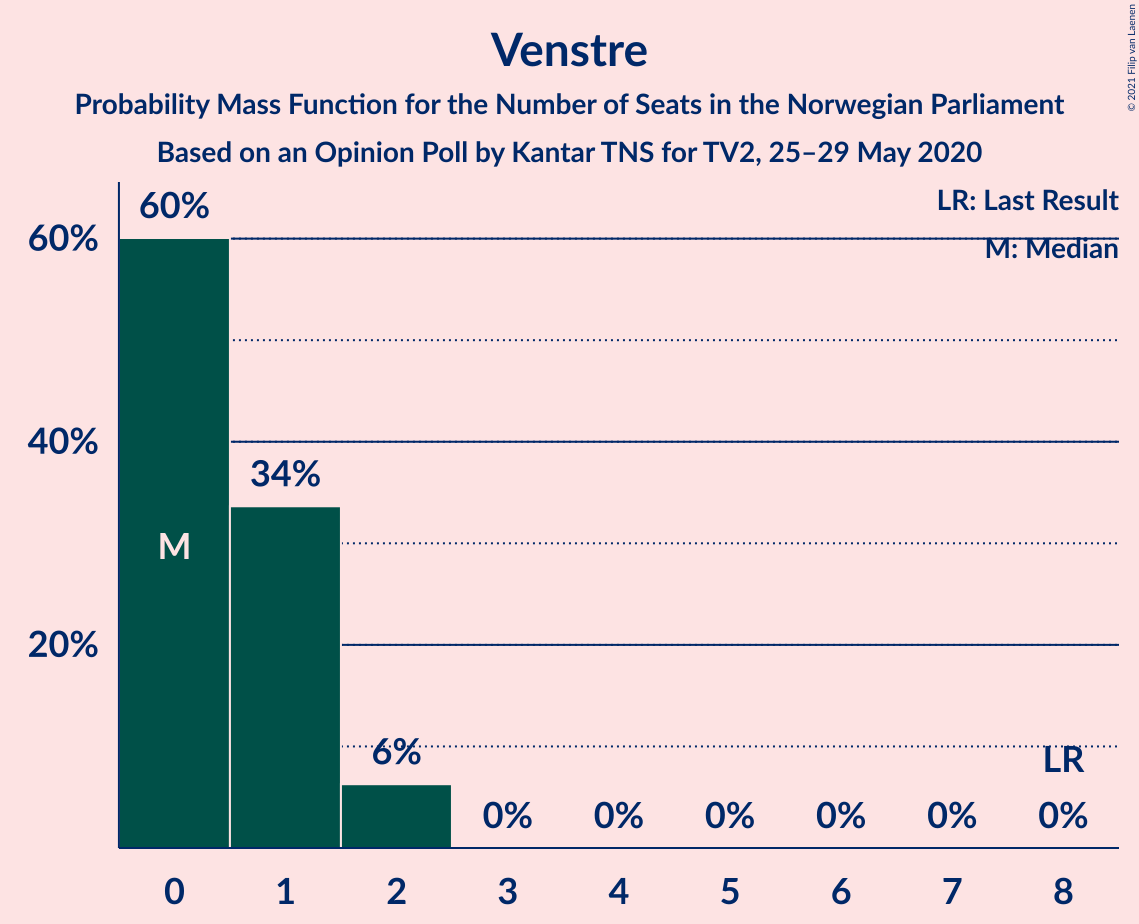 Venstre
Probability Mass Function for the Number of Seats in the Norwegian Parliament
Based on an Opinion Poll by Kantar TNS for TV2, 25–29 May 2020
© 2021 Filip van Laenen
LR: Last Result
M: Median
60%
40%
20%
60%
34%
6%
0%
0%
0%
0%
0%
0%
M
LR
0 1 2 3 4 5 6 7 8